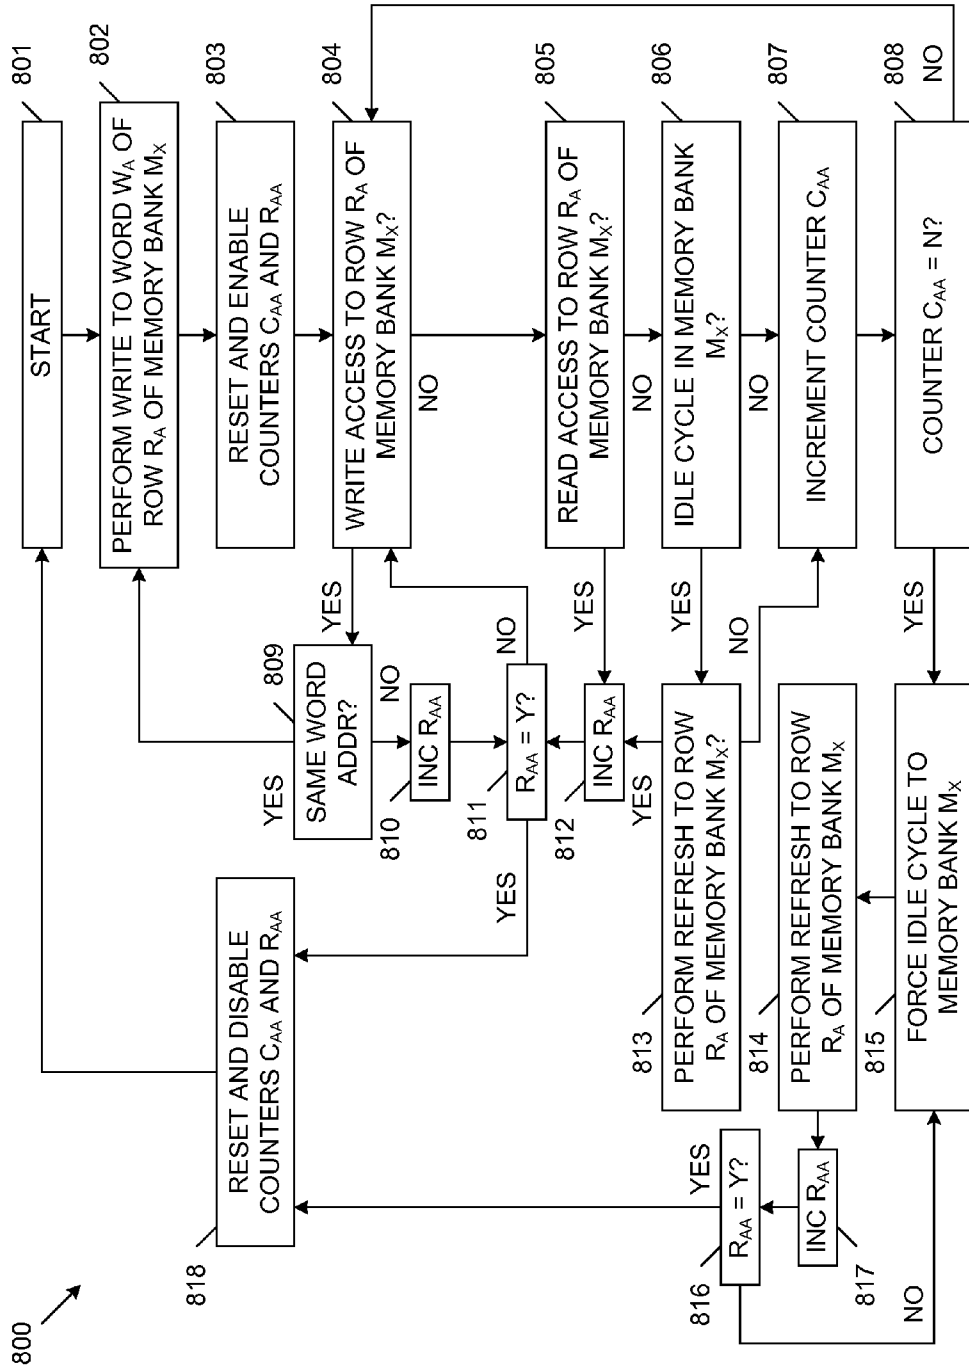 800
801
START
802
PERFORM WRITE TO WORD WA OF
ROW RA OF MEMORY BANK MX
803
RESET AND ENABLE
COUNTERS CAA AND RAA
804
WRITE ACCESS TO ROW RA OF
MEMORY BANK MX?
YES
NO
805
READ ACCESS TO ROW RA OF
MEMORY BANK MX?
YES
NO
806
IDLE CYCLE IN MEMORY BANK
MX?
YES
NO
807
INCREMENT COUNTER CAA
808
COUNTER CAA = N?
YES
NO
809
SAME WORD
ADDR?
YES
NO
810
INC RAA
811
RAA = Y?
YES
NO
812
INC RAA
813
PERFORM REFRESH TO ROW
RA OF MEMORY BANK MX?
YES
NO
814
PERFORM REFRESH TO ROW
RA OF MEMORY BANK MX
815
FORCE IDLE CYCLE TO
MEMORY BANK MX
816
RAA = Y?
YES
NO
817
INC RAA
818
RESET AND DISABLE
COUNTERS CAA AND RAA